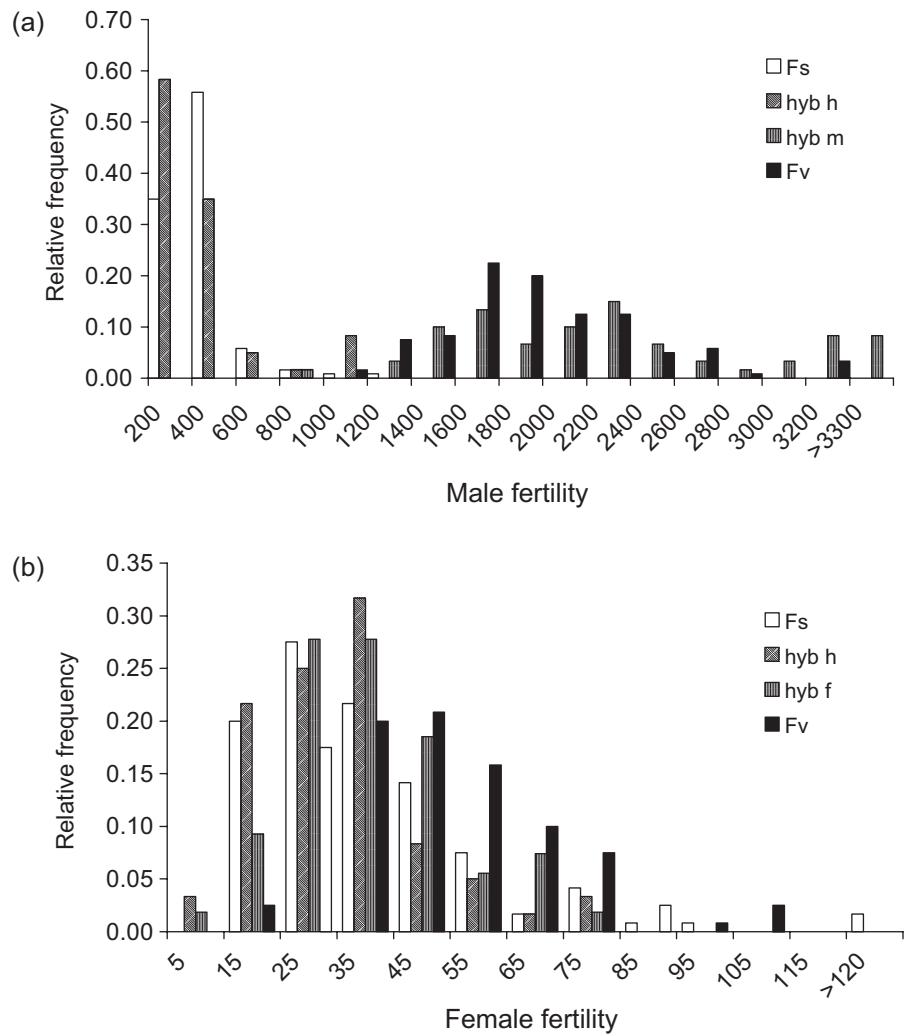 (a)
Relative frequency
0.70
0.60
0.50
0.40
0.30
0.20
0.10
0.00
Fs
hyb h
hyb m
Fv
200 400 600 800 1000 1200 1400 1600 1800 2000 2200 2400 2600 2800 3000 3200 >3300
Male fertility
(b)
Relative frequency
0.35
0.30
0.25
0.20
0.15
0.10
0.05
0.00
Fs
hyb h
hyb f
Fv
5 15 25 35 45 55 65 75 85 95 105 115 >120
Female fertility